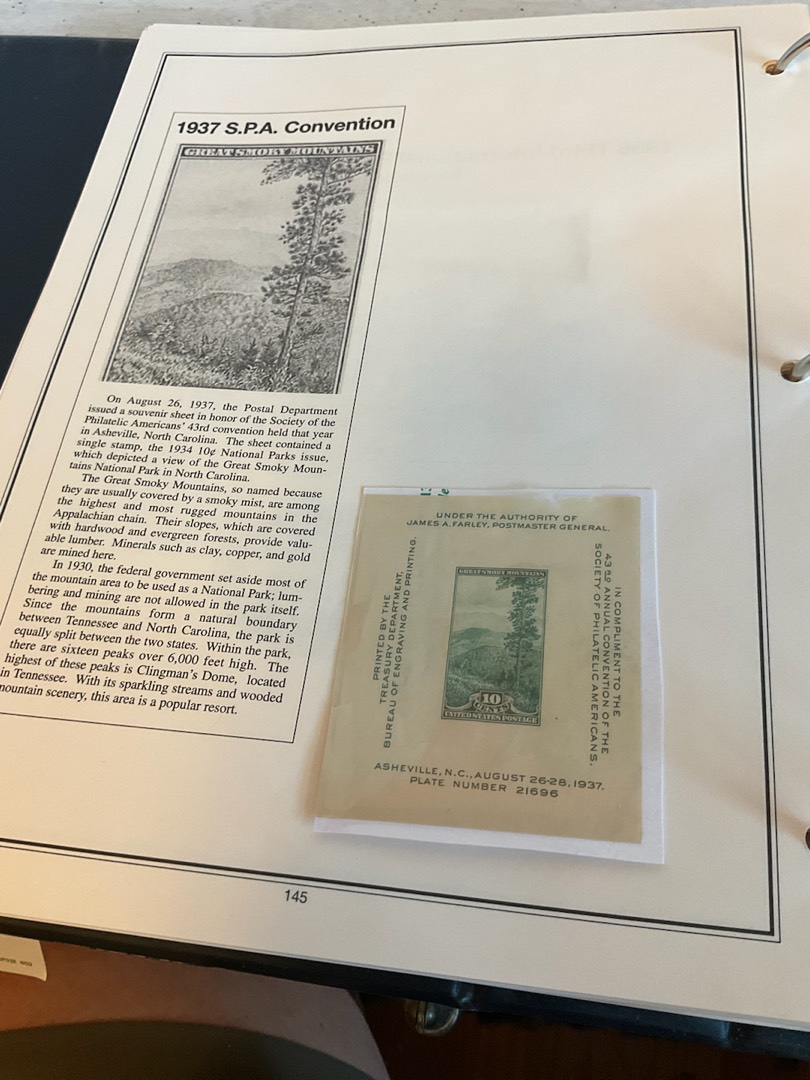 1937 S.P.A. Convention
GREAT SMOKY MOUNTAINS
On August 26, 1937, the Postal Department
issued a souvenir sheet in honor of the Society of the
Philatelic Americans' 43rd convention held that year
in Asheville, North Carolina. The sheet contained a
single stamp, the 1934 10¢ National Parks issue,
which depicted a view of the Great Smoky Moun-
tains National Park in North Carolina.
The Great Smoky Mountains, so named because
they are usually covered by a smoky mist, are among
the highest and most rugged mountains in the
Appalachian chain. Their slopes, which are covered
with hardwood and evergreen forests, provide valu-
able lumber. Minerals such as clay, copper, and gold
are mined here.
In 1930, the federal government set aside most of
the mountain area to be used as a National Park; lum-
bering and mining are not allowed in the park itself.
Since the mountains form a natural boundary
between Tennessee and North Carolina, the park is
equally split between the two states. Within the park,
there are sixteen peaks over 6,000 feet high. The
highest of these peaks is Clingman's Dome, located
in Tennessee. With its sparkling streams and wooded
mountain scenery, this area is a popular resort.
UNDER THE AUTHORITY OF
JAMES A. FARLEY, POSTMASTER GENERAL.
PRINTED BY THE
TREASURY DEPARTMENT,
BUREAU OF ENGRAVING AND PRINTING.
GREAT SMOKY MOUNTAINS
10
CENTS
UNITED STATES POSTAGE
IN COMPLIMENT TO THE
43RD ANNUAL CONVENTION OF THE
SOCIETY OF PHILATELIC AMERICANS.
ASHEVILLE, N.C., AUGUST 26-28, 1937.
PLATE NUMBER 21696
145